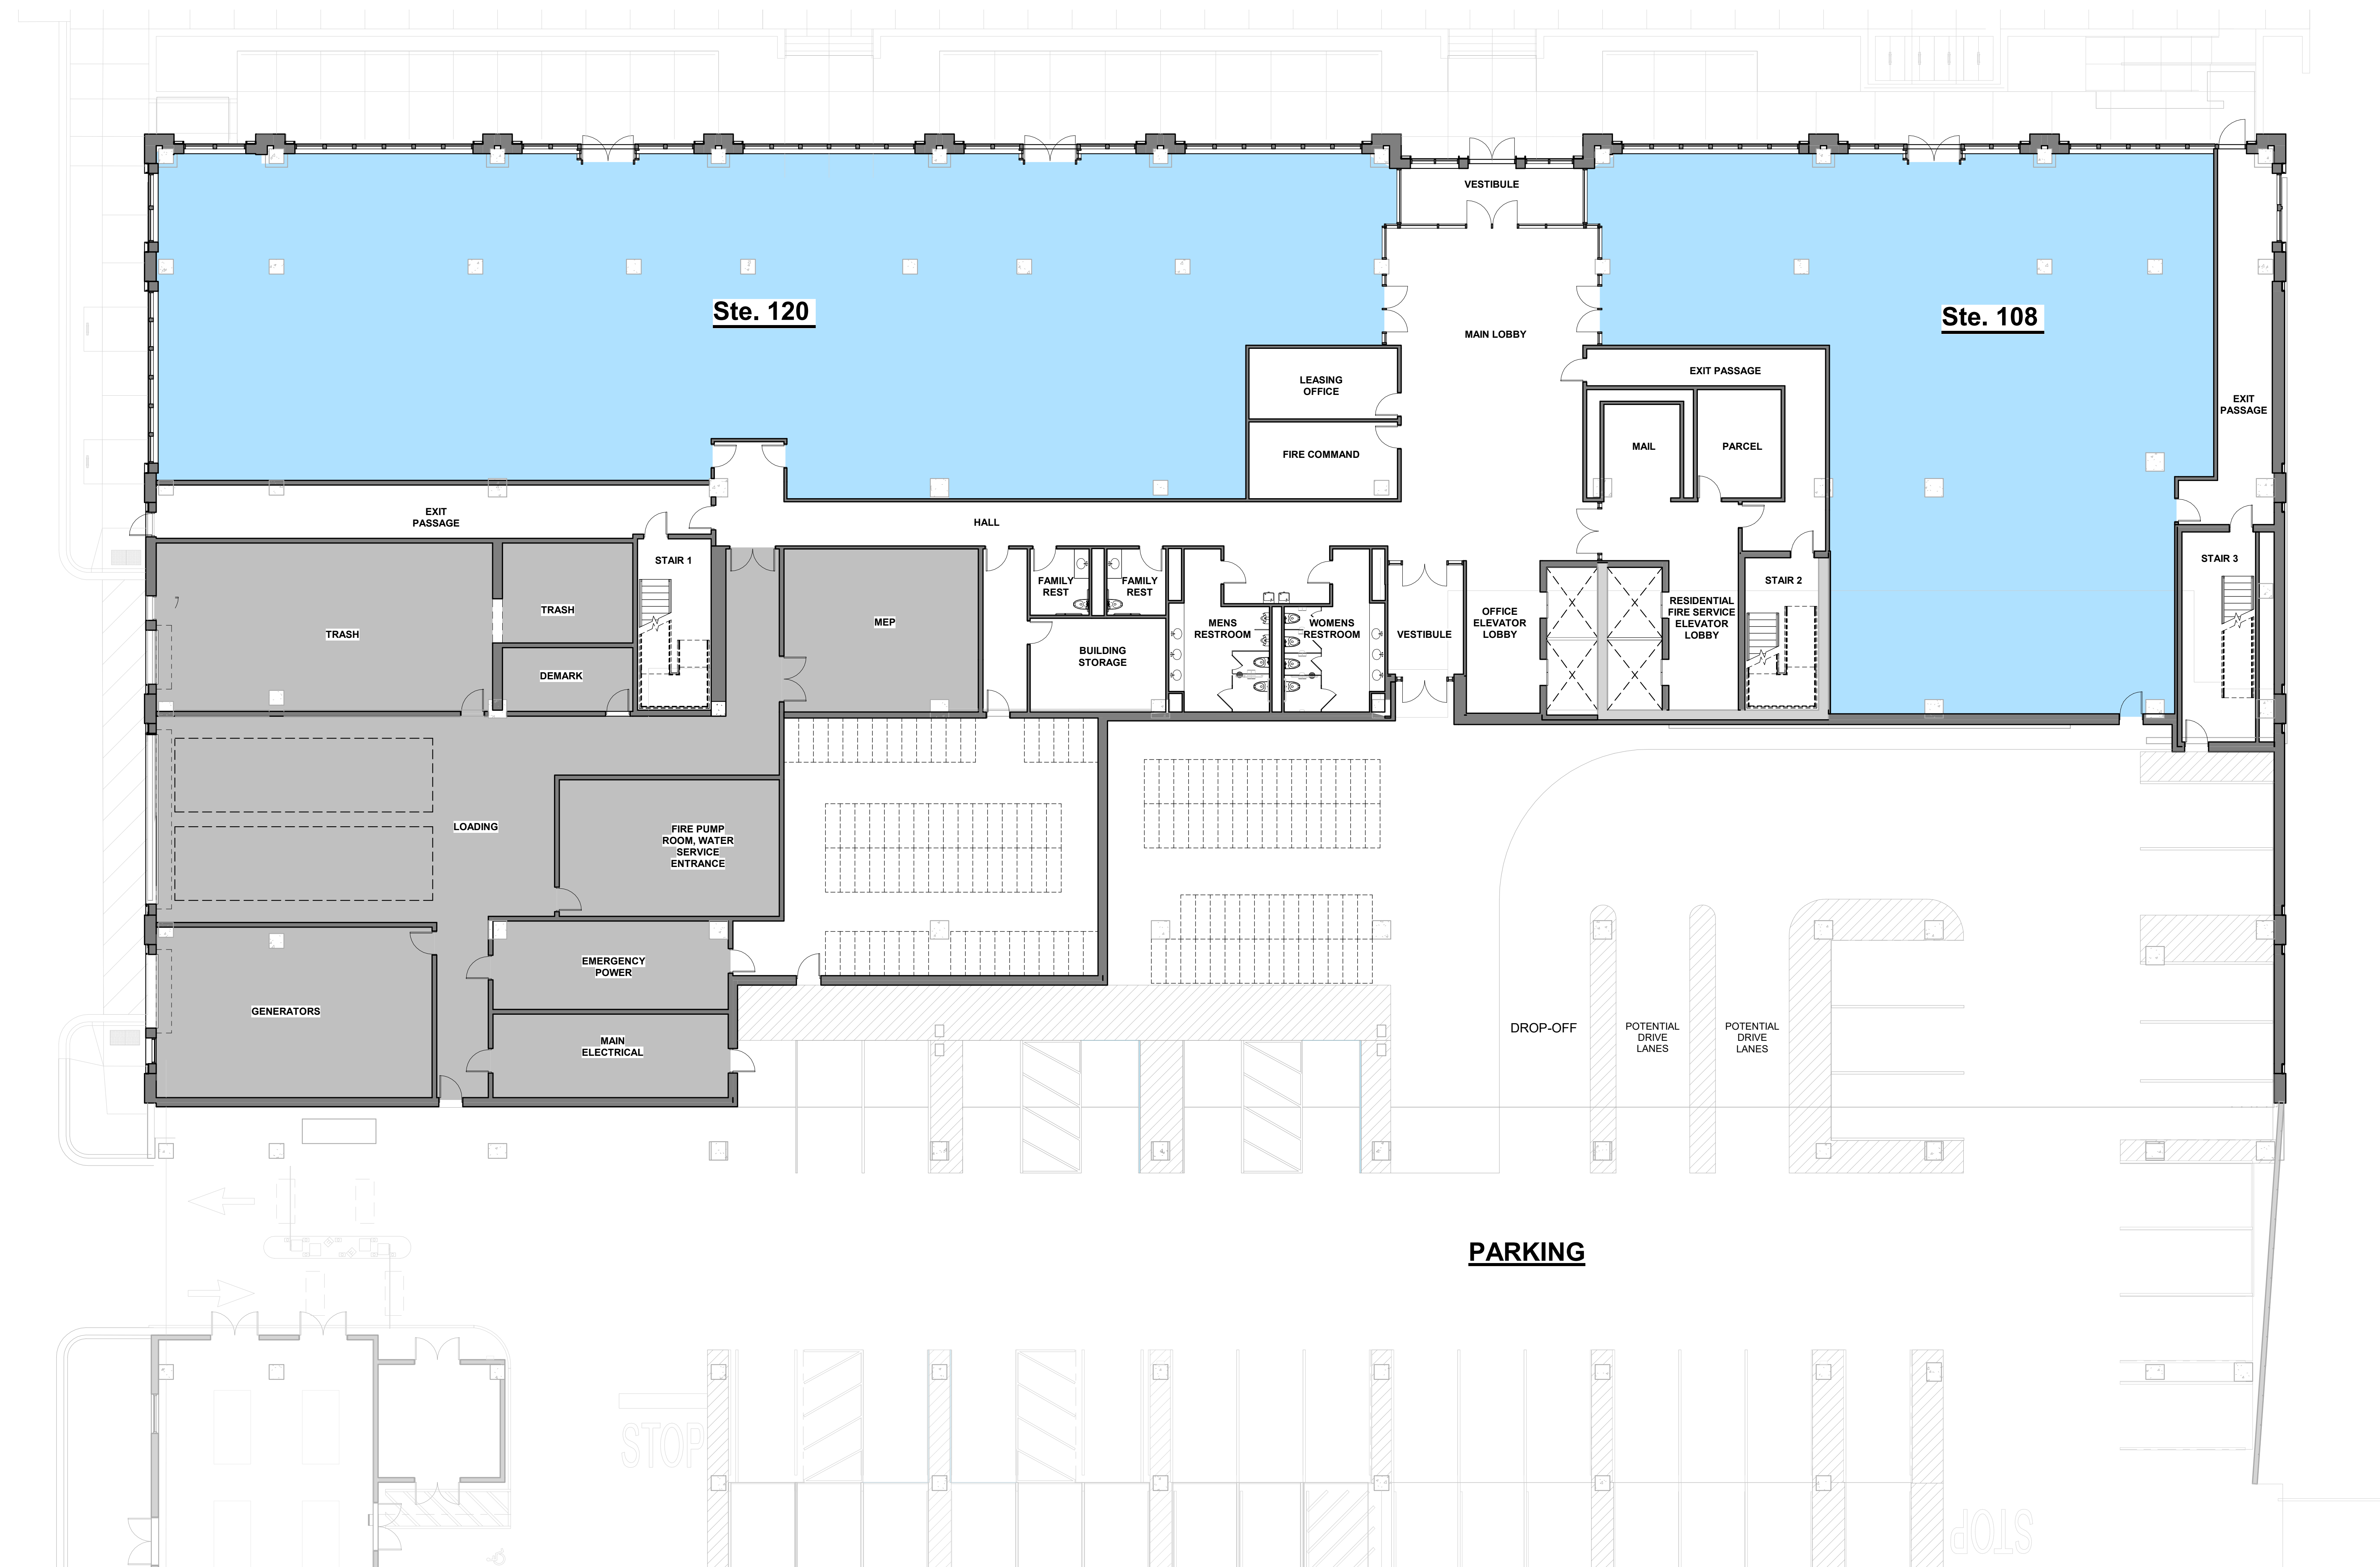 VESTIBULE
Ste. 120
Ste. 108
MAIN LOBBY
LEASING
OFFICE
EXIT PASSAGE
EXIT
PASSAGE
FIRE COMMAND
MAIL
PARCEL
EXIT
PASSAGE
HALL
STAIR 1
FAMILY
REST
FAMILY
REST
STAIR 2
STAIR 3
TRASH
TRASH
MEP
MENS
RESTROOM
WOMENS
RESTROOM
VESTIBULE
OFFICE
ELEVATOR
LOBBY
RESIDENTIAL
FIRE SERVICE
ELEVATOR
LOBBY
BUILDING
STORAGE
DEMARK
LOADING
FIRE PUMP
ROOM, WATER
SERVICE
ENTRANCE
EMERGENCY
POWER
GENERATORS
MAIN
ELECTRICAL
DROP-OFF
POTENTIAL
DRIVE
LANES
POTENTIAL
DRIVE
LANES
PARKING
STOP
STOP